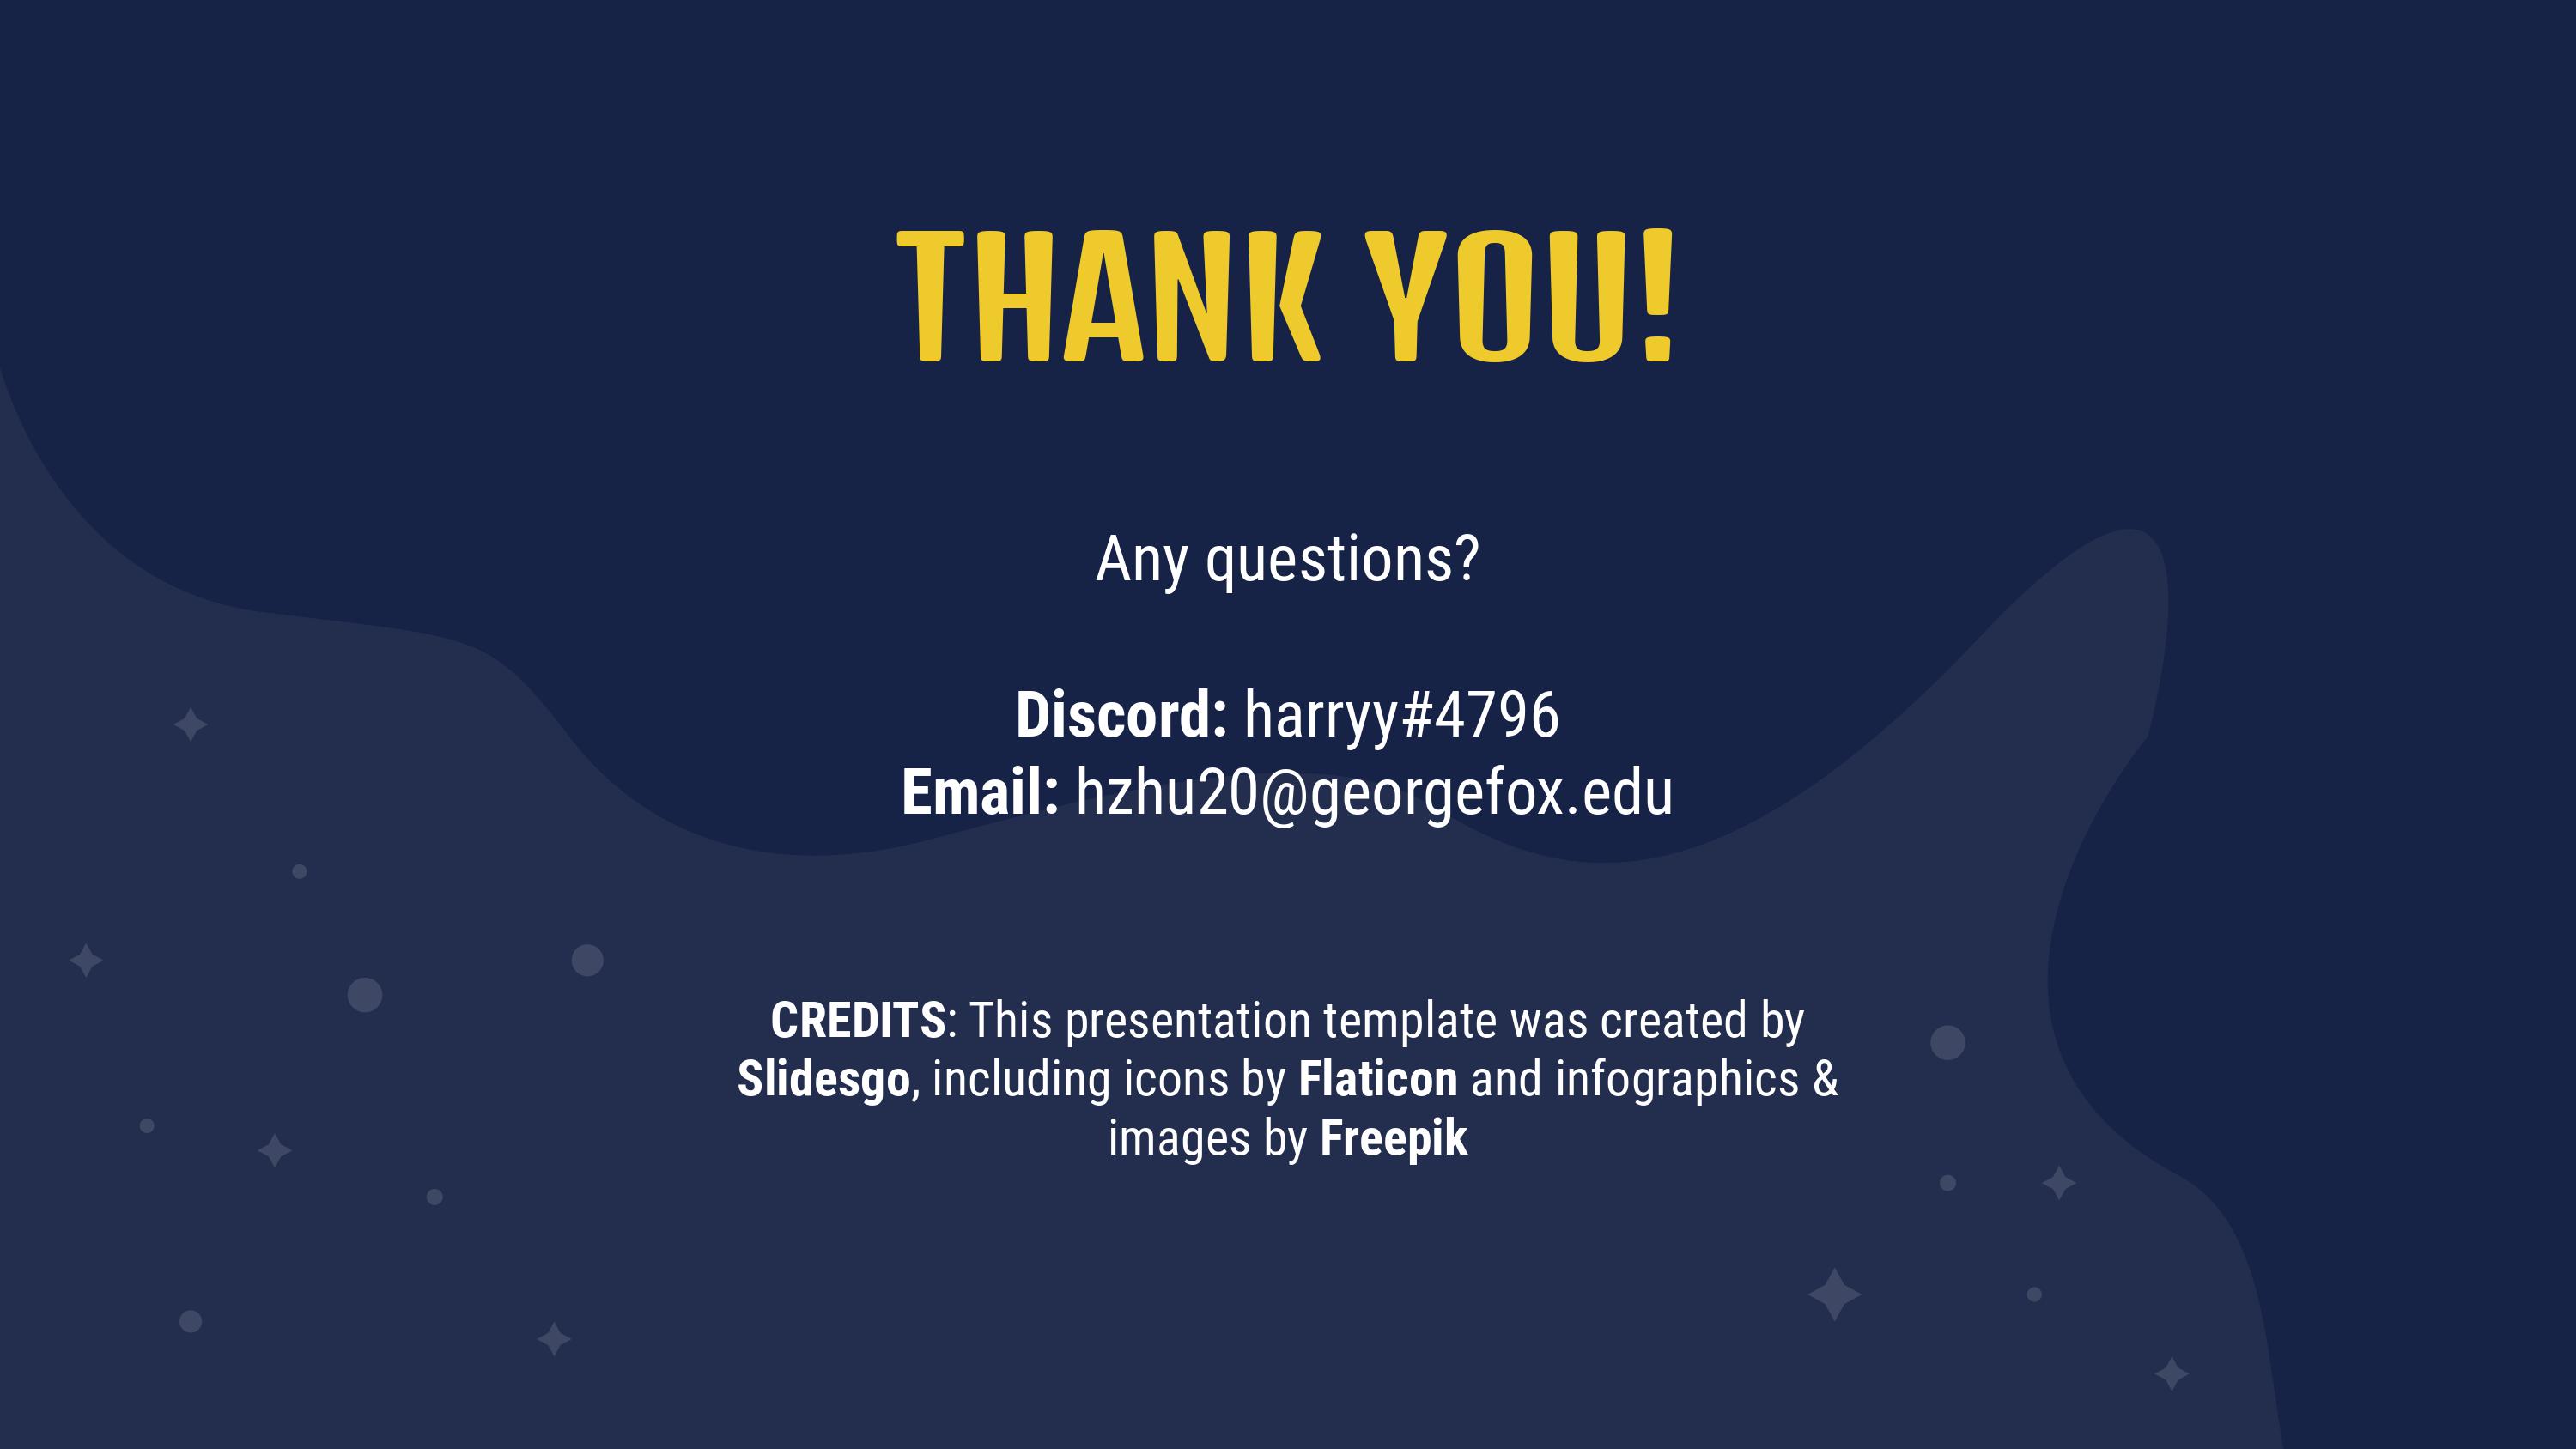 THANK YOU!
Any questions?
Discord: harryy#4796
Email: hzhu20@georgefox.edu
CREDITS: This presentation template was created by
Slidesgo, including icons by Flaticon and infographics &
images by Freepik